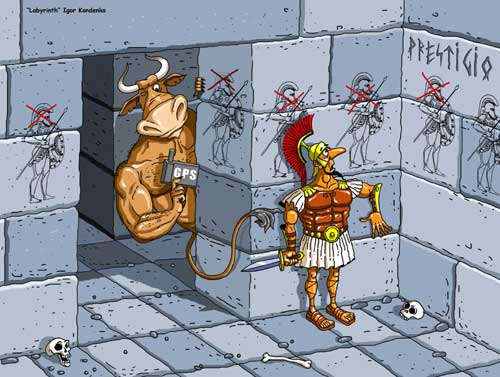 "Labyrinth" Igor Kondenko
PRESTIGIO
GPS